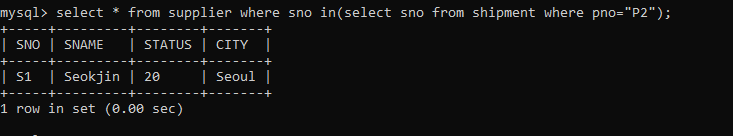 mysql> select * from supplier where sno in(select sno from shipment where pno="P2");
+-----+---------+--------+-------+
| SNO | SNAME   | STATUS | CITY  |
+-----+---------+--------+-------+
| S1  | Seokjin | 20     | Seoul |
+-----+---------+--------+-------+
1 row in set (0.00 sec)